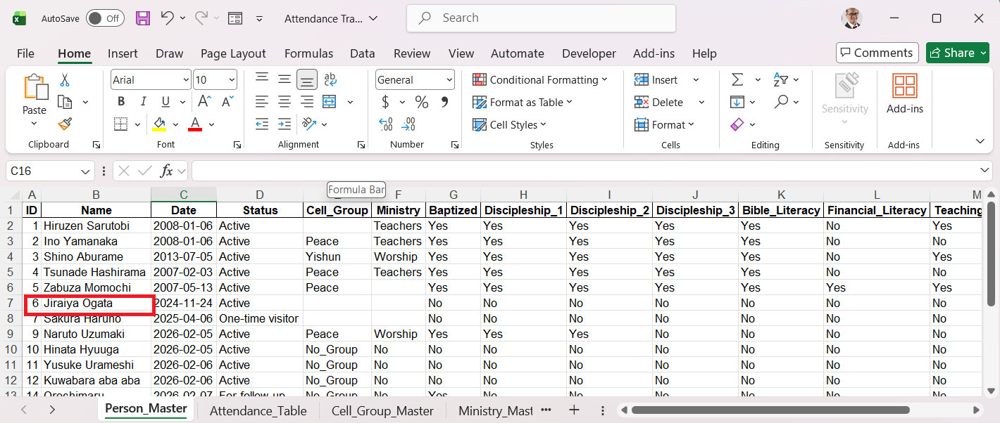 AutoSave Off Attendance Tra... Search
File Home Insert Draw Page Layout Formulas Data Review View Automate Developer Add-ins Help Comments Share
Paste
Clipboard
Arial 10
B I U A A
A
Font
ab
Alignment
General
$ % ,
.00 .00
Number
Conditional Formatting
Format as Table
Cell Styles
Styles
Insert
Delete
Format
Cells
Editing
Sensitivity
Sensitivity
Add-ins
Add-ins
C16 fx
Formula Bar
A B C D F G H I J K L M
1 ID Name Date Status Cell_Group Ministry Baptized Discipleship_1 Discipleship_2 Discipleship_3 Bible_Literacy Financial_Literacy Teaching
2 1 Hiruzen Sarutobi 2008-01-06 Active Teachers Yes Yes Yes Yes Yes No Yes
3 2 Ino Yamanaka 2008-01-06 Active Peace Teachers Yes Yes Yes Yes Yes No No
4 3 Shino Aburame 2013-07-05 Active Yishun Worship Yes Yes Yes Yes Yes No Yes
5 4 Tsunade Hashirama 2007-02-03 Active Peace Teachers Yes Yes Yes Yes Yes No No
6 5 Zabuza Momochi 2007-05-13 Active Peace Yes Yes Yes Yes Yes Yes Yes
7 6 Jiraiya Ogata 2024-11-24 Active No No No No No No No
8 7 Sakura Haruno 2025-04-06 One-time visitor No No No No No No No
9 9 Naruto Uzumaki 2026-02-05 Active Peace Worship Yes Yes Yes No No No No
10 10 Hinata Hyuuga 2026-02-05 Active No_Group No No No No No No No No
11 11 Yusuke Urameshi 2026-02-06 Active No_Group No No No No No No No No
12 12 Kuwabara aba aba 2026-02-06 Active No_Group No No No No No No No No
13 14 Orochimaru 2026-02-07 For follow-up No_Group No Yes No No No No No No
Person_Master Attendance_Table Cell_Group_Master Ministry_Mast ...